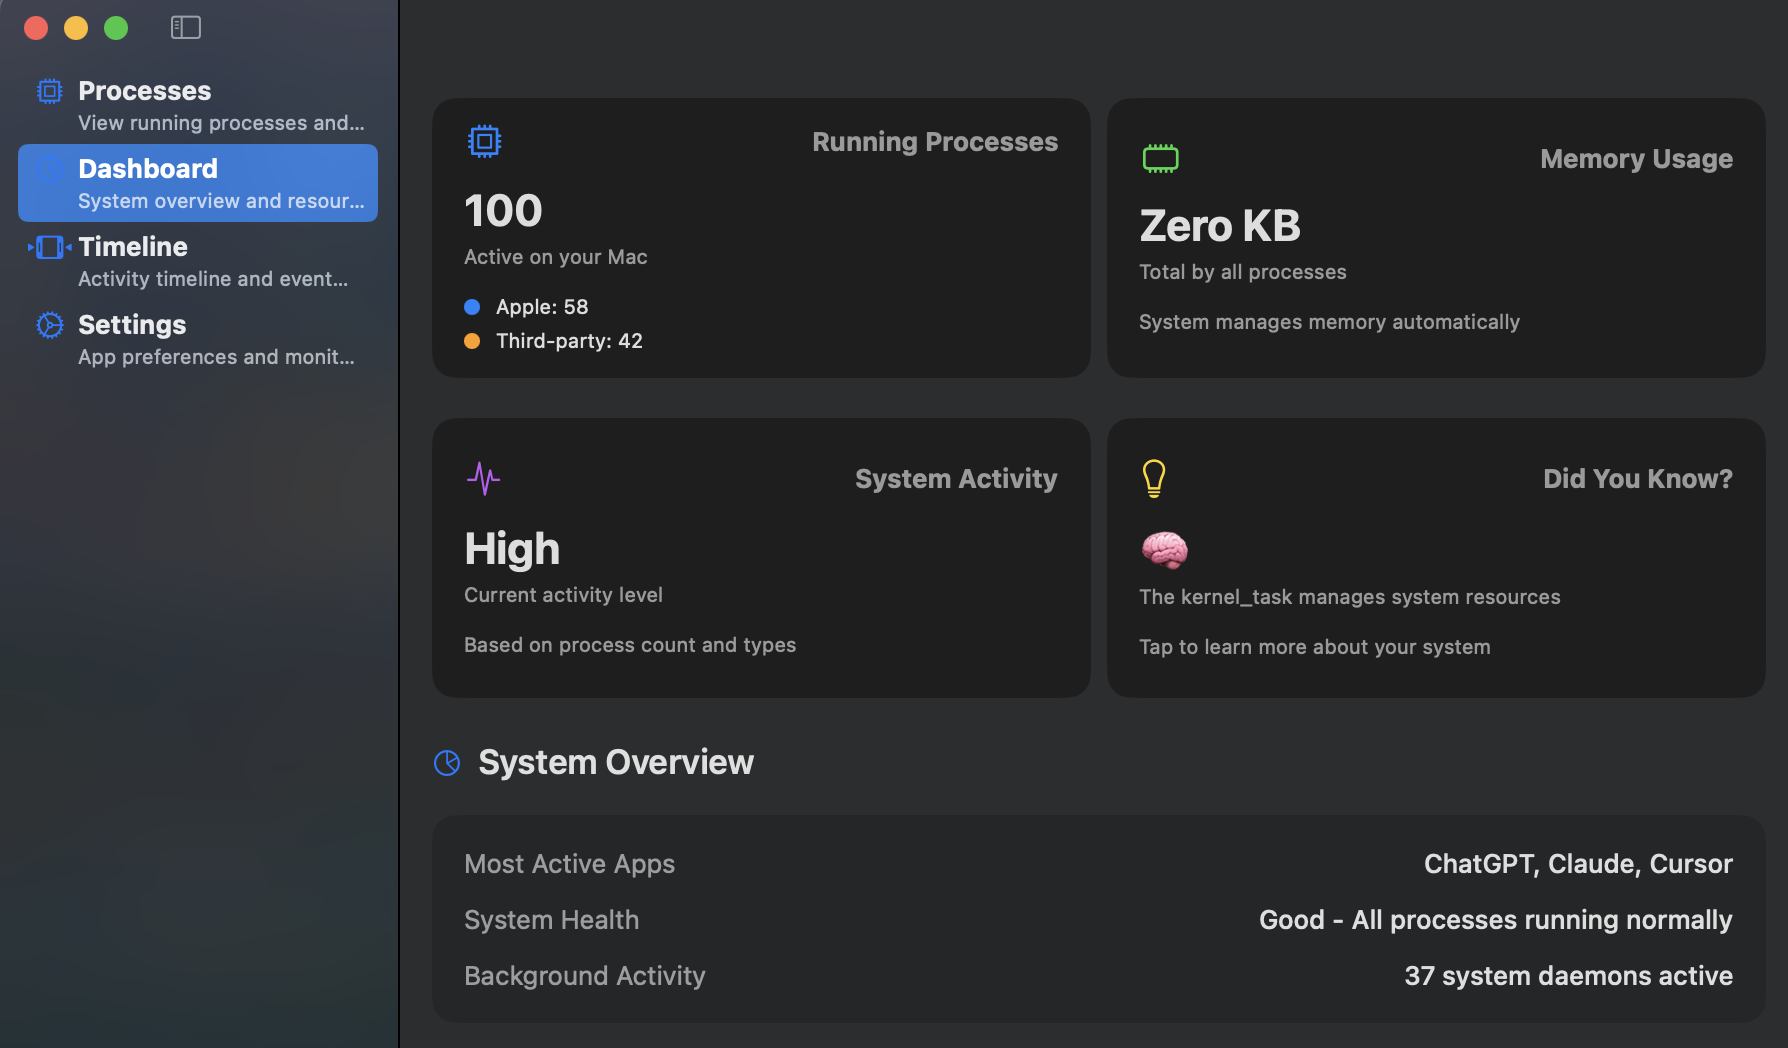 Processes
View running processes and...
Dashboard
System overview and resour...
Timeline
Activity timeline and event...
Settings
App preferences and monit...
Running Processes
100
Active on your Mac
Apple: 58
Third-party: 42
Memory Usage
Zero KB
Total by all processes
System manages memory automatically
System Activity
High
Current activity level
Based on process count and types
Did You Know?
The kernel_task manages system resources
Tap to learn more about your system
System Overview
Most Active Apps ChatGPT, Claude, Cursor
System Health Good - All processes running normally
Background Activity 37 system daemons active